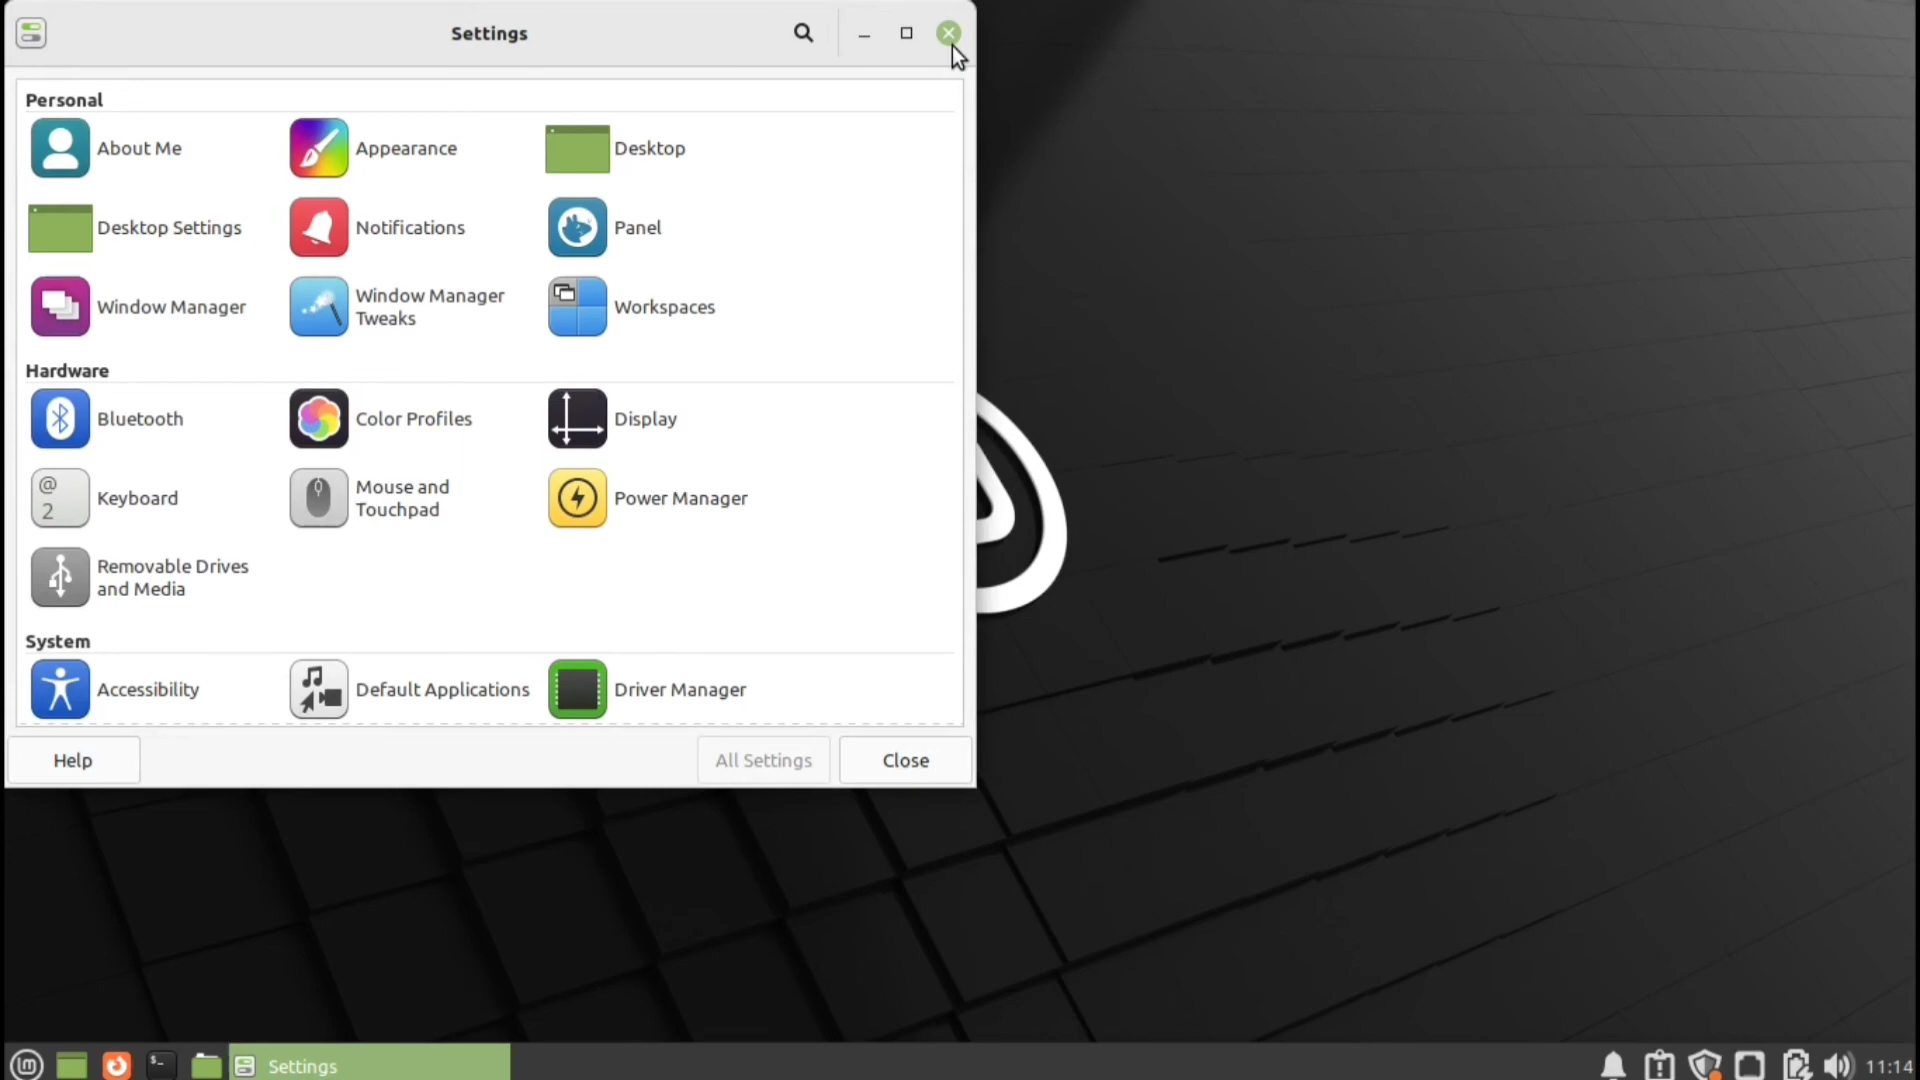 Settings
Personal
About Me
Appearance
Desktop
Desktop Settings
Notifications
Panel
Window Manager
Window Manager
Tweaks
Workspaces
Hardware
Bluetooth
Color Profiles
Display
@
2
Keyboard
Mouse and
Touchpad
Power Manager
Removable Drives
and Media
System
Accessibility
Default Applications
Driver Manager
Help
All Settings
Close
$_
Settings
11:14